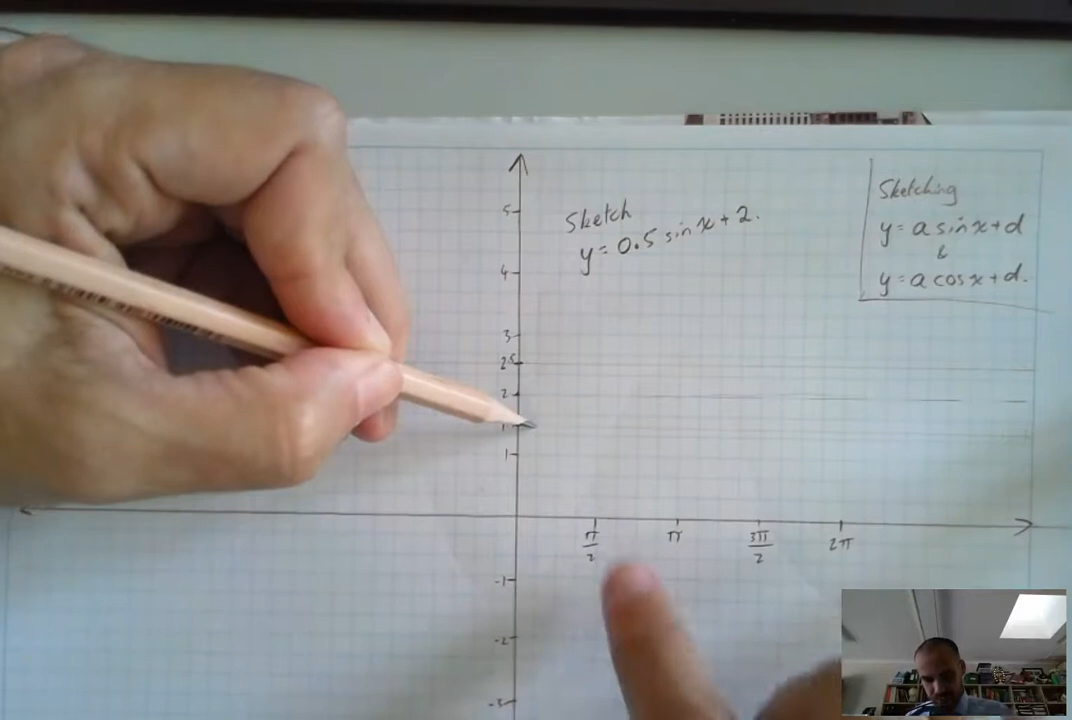 Sketch
y = 0.5 sin x + 2.
Sketching
y = a sin x + d
&
y = a cos x + d.
5
4
3
2.5
2
1
-1
-2
-3
π/2
π
3π/2
2π